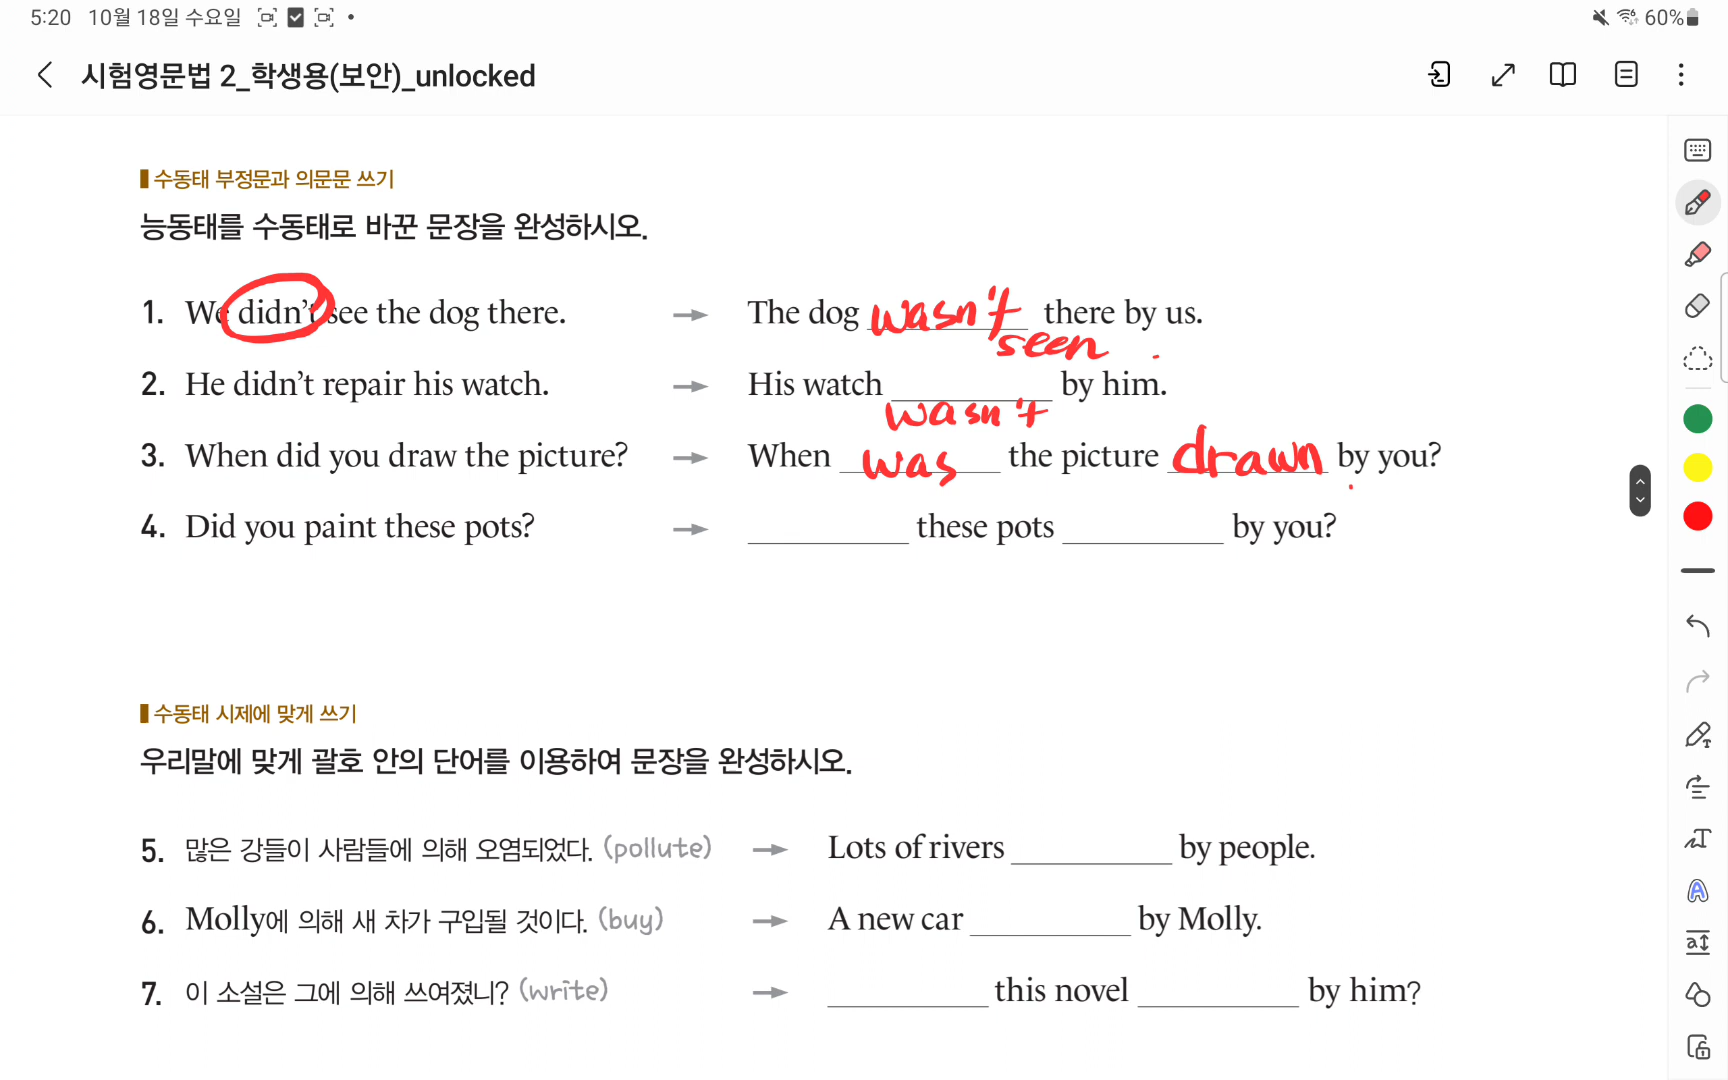 5:20 10월 18일 수요일 60%
시험영문법 2_학생용(보안)_unlocked
수동태 부정문과 의문문 쓰기
능동태를 수동태로 바꾼 문장을 완성하시오.
1. We didn't see the dog there. → The dog wasn't there by us.
seen
2. He didn't repair his watch. → His watch ________ by him.
wasn't
3. When did you draw the picture? → When was the picture drawn by you?
4. Did you paint these pots? → ________ these pots ________ by you?
수동태 시제에 맞게 쓰기
우리말에 맞게 괄호 안의 단어를 이용하여 문장을 완성하시오.
5. 많은 강들이 사람들에 의해 오염되었다. (pollute) → Lots of rivers ________ by people.
6. Molly에 의해 새 차가 구입될 것이다. (buy) → A new car ________ by Molly.
7. 이 소설은 그에 의해 쓰여졌니? (write) → ________ this novel ________ by him?